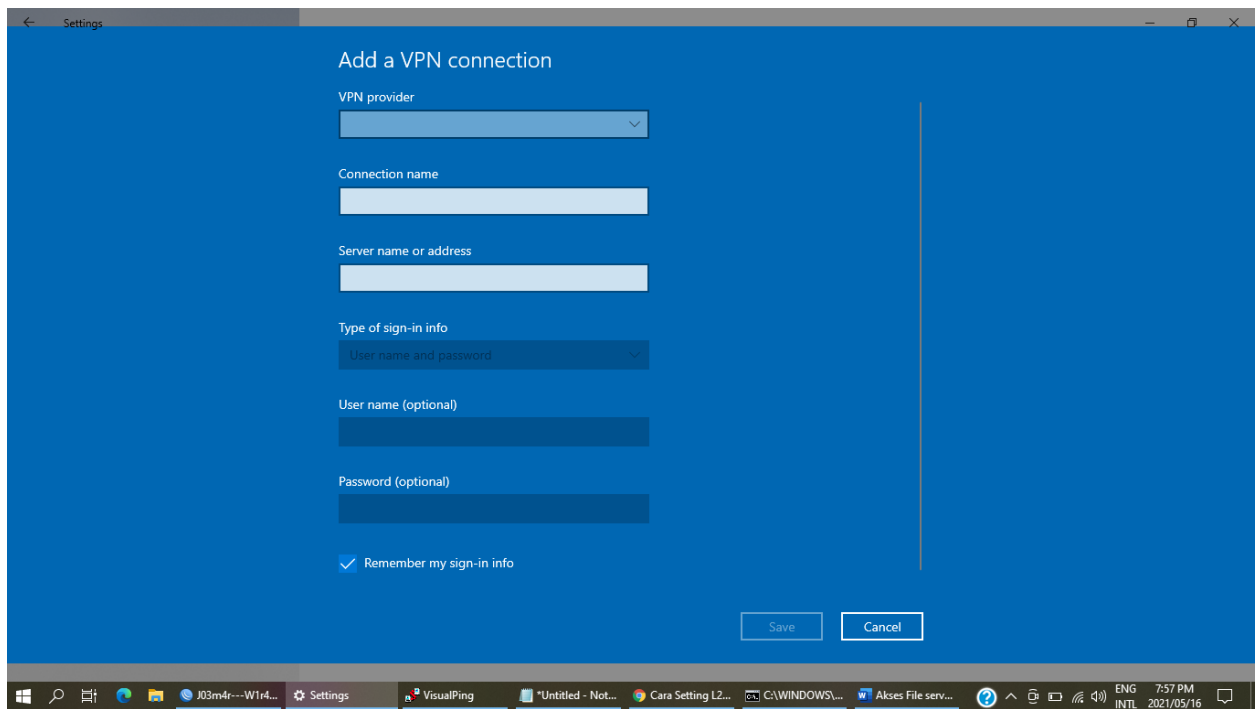 Settings
Add a VPN connection
VPN provider
Connection name
Server name or address
Type of sign-in info
User name and password
User name (optional)
Password (optional)
Remember my sign-in info
Save
Cancel
J03m4r---W1r4...
Settings
VisualPing
*Untitled - Not...
Cara Setting L2...
C:\WINDOWS\...
Akses File serv...
ENG
INTL
7:57 PM
2021/05/16